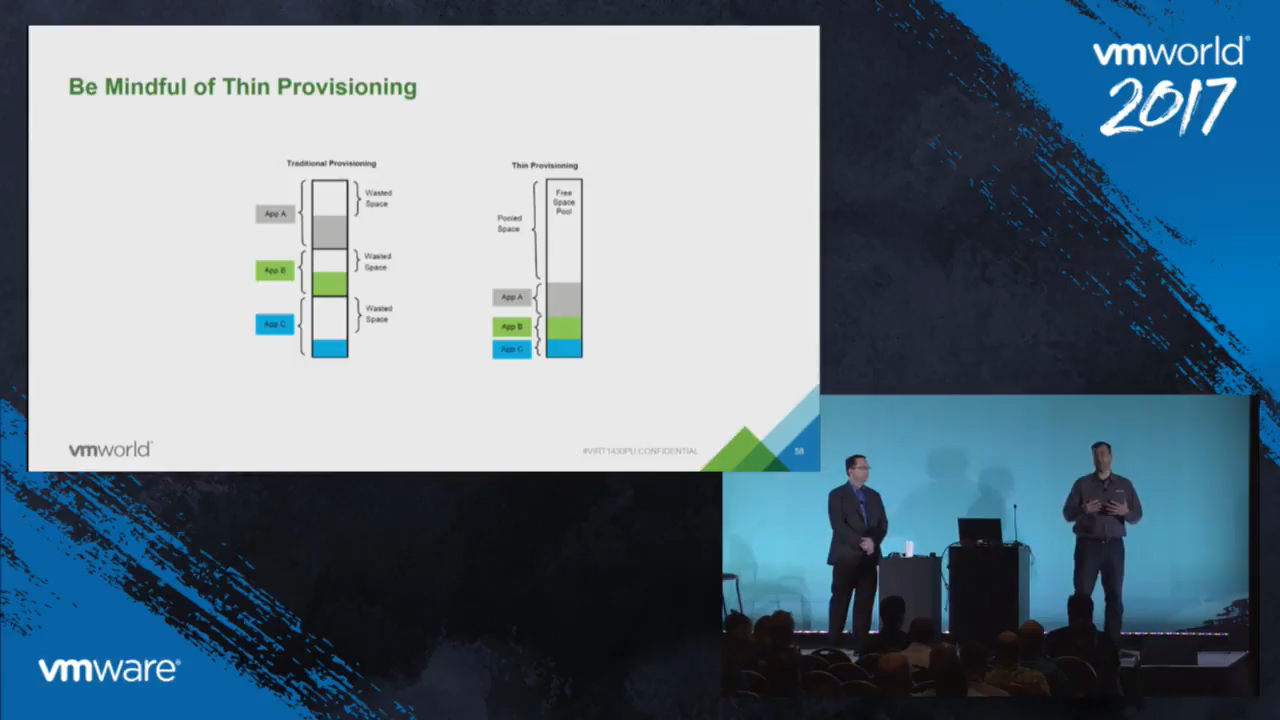 Be Mindful of Thin Provisioning
Traditional Provisioning
App A
Wasted
Space
App B
Wasted
Space
App C
Wasted
Space
Thin Provisioning
Free
Space
Pool
Pooled
Space
App A
App B
App C
vmworld
#VIRT1430PU CONFIDENTIAL
58
vmworld®
2017
vmware®